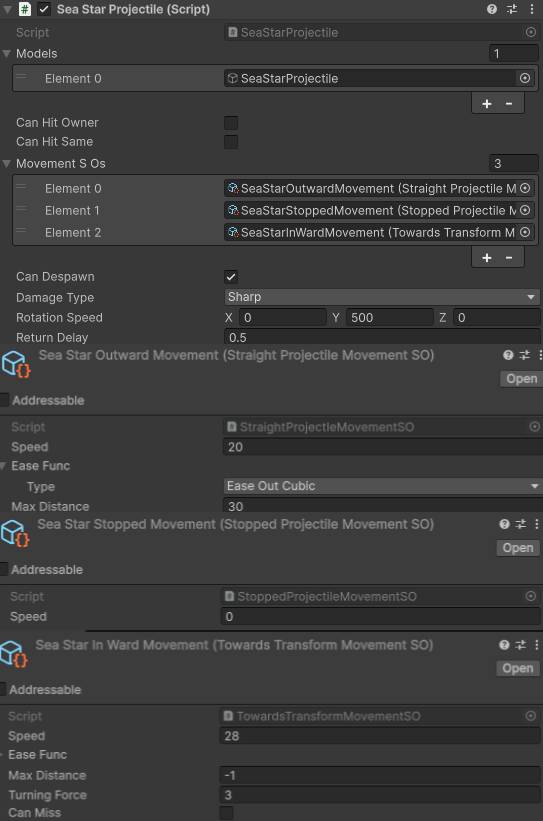 # Sea Star Projectile (Script)
Script SeaStarProjectile
Models 1
Element 0 SeaStarProjectile
+ -
Can Hit Owner
Can Hit Same
Movement S Os 3
Element 0 SeaStarOutwardMovement (Straight Projectile M
Element 1 SeaStarStoppedMovement (Stopped Projectile M
Element 2 SeaStarInWardMovement (Towards Transform M
+ -
Can Despawn
Damage Type Sharp
Rotation Speed X 0 Y 500 Z 0
Return Delay 0.5
Sea Star Outward Movement (Straight Projectile Movement SO)
Open
Addressable
Script StraightProjectleMovementSO
Speed 20
Ease Func
Type Ease Out Cubic
Max Distance 30
Sea Star Stopped Movement (Stopped Projectile Movement SO)
Open
Addressable
Script StoppedProjectileMovementSO
Speed 0
Sea Star In Ward Movement (Towards Transform Movement SO)
Open
Addressable
Script TowardsTransformMovementSO
Speed 28
Ease Func
Max Distance -1
Turning Force 3
Can Miss